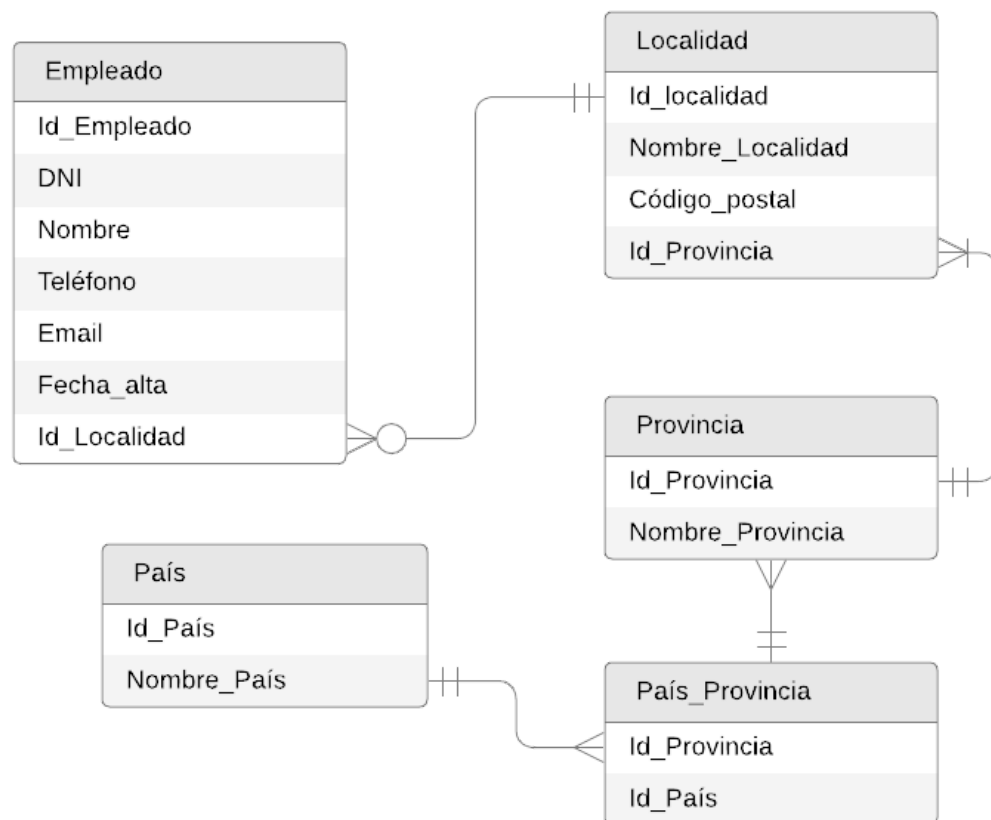 Empleado
Id_Empleado
DNI
Nombre
Teléfono
Email
Fecha_alta
Id_Localidad
Localidad
Id_localidad
Nombre_Localidad
Código_postal
Id_Provincia
Provincia
Id_Provincia
Nombre_Provincia
País
Id_País
Nombre_País
País_Provincia
Id_Provincia
Id_País